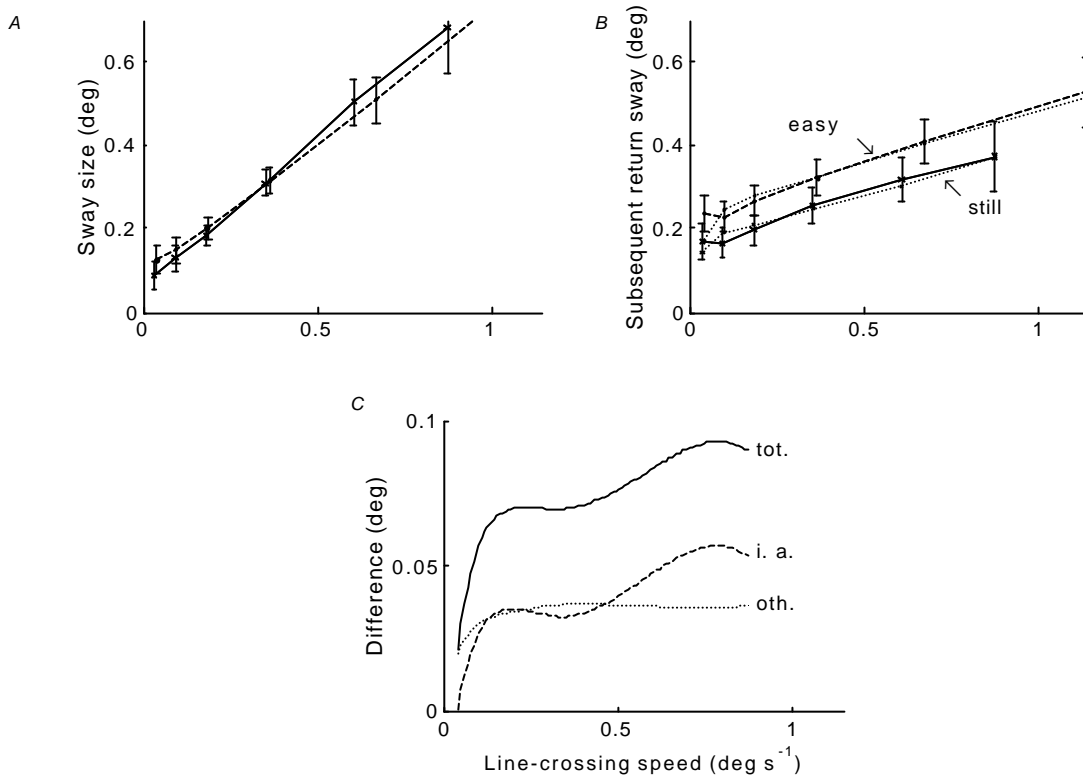 A
Sway size (deg)
0.6
0.4
0.2
0
0
0.5
1
B
Subsequent return sway (deg)
0.6
0.4
0.2
0
easy
still
0
0.5
1
C
Difference (deg)
0.1
0.05
0
tot.
i. a.
oth.
0
0.5
1
Line-crossing speed (deg s⁻¹)